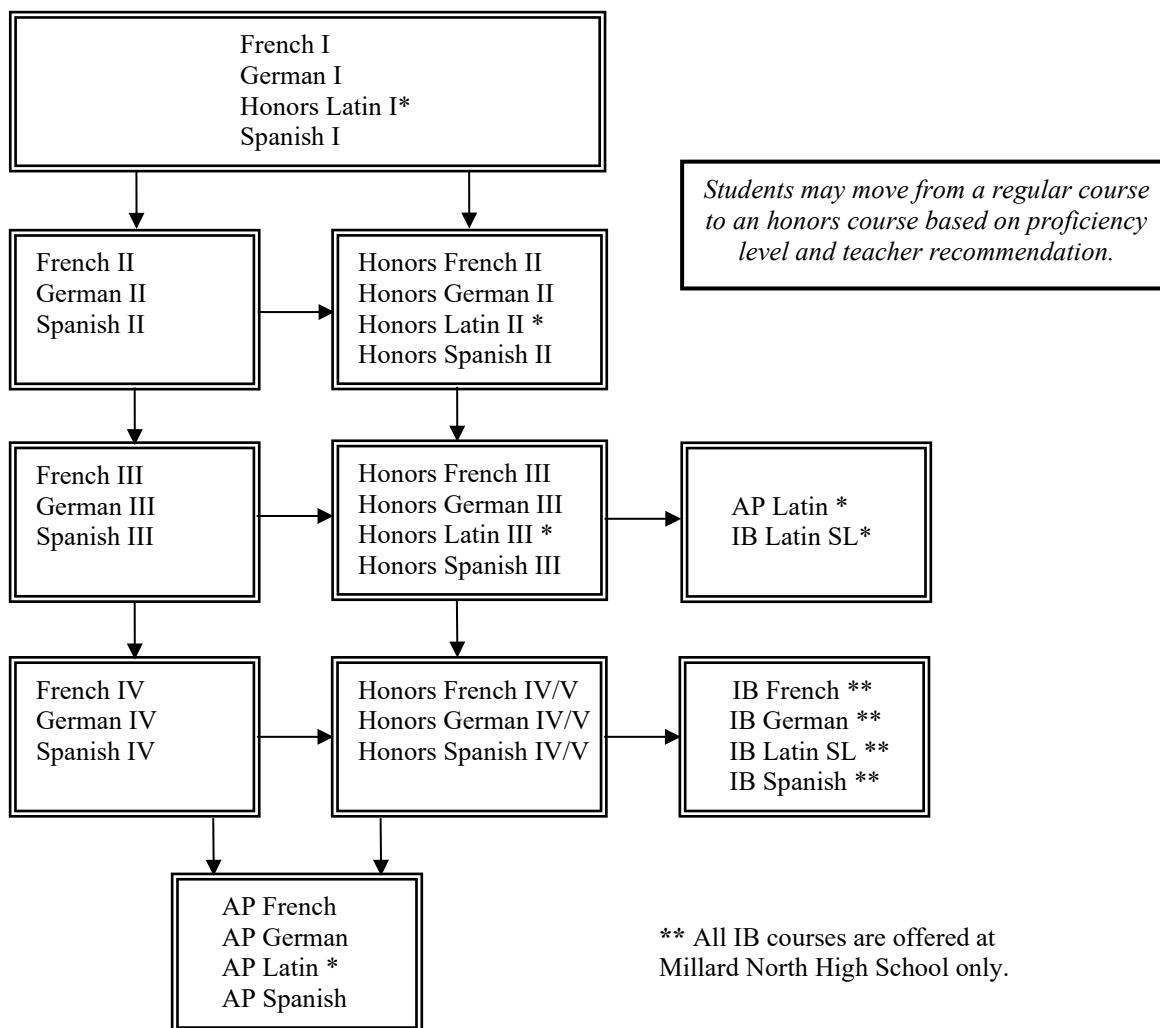 French I
German I
Honors Latin I*
Spanish I
Students may move from a regular course
to an honors course based on proficiency
level and teacher recommendation.
French II
German II
Spanish II
Honors French II
Honors German II
Honors Latin II *
Honors Spanish II
French III
German III
Spanish III
Honors French III
Honors German III
Honors Latin III *
Honors Spanish III
AP Latin *
IB Latin SL*
French IV
German IV
Spanish IV
Honors French IV/V
Honors German IV/V
Honors Spanish IV/V
IB French **
IB German **
IB Latin SL **
IB Spanish **
AP French
AP German
AP Latin *
AP Spanish
** All IB courses are offered at
Millard North High School only.